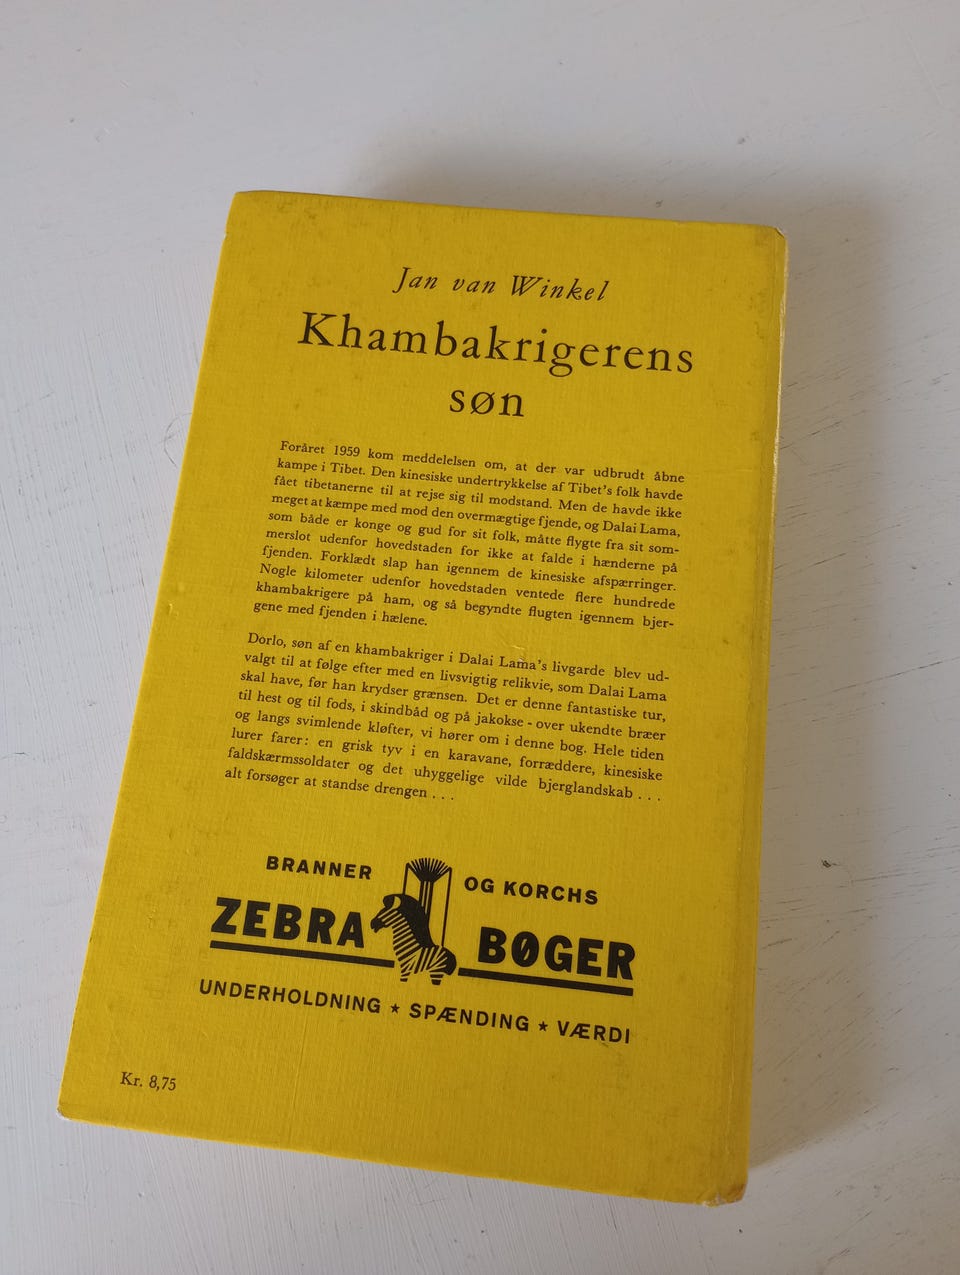 Jan van Winkel
Khambakrigerens
søn
Foråret 1959 kom meddelelsen om, at der var udbrudt åbne
kampe i Tibet. Den kinesiske undertrykkelse af Tibet's folk havde
fået tibetanerne til at rejse sig til modstand. Men de havde ikke
meget at kæmpe med mod den overmægtige fjende, og Dalai Lama,
som både er konge og gud for sit folk, måtte flygte fra sit som-
merslot udenfor hovedstaden for ikke at falde i hænderne på
fjenden. Forklædt slap han igennem de kinesiske afspærringer.
Nogle kilometer udenfor hovedstaden ventede flere hundrede
khambakrigere på ham, og så begyndte flugten igennem bjer-
gene med fjenden i hælene.
Dorlo, søn af en khambakriger i Dalai Lama's livgarde blev ud-
valgt til at følge efter med en livsvigtig relikvie, som Dalai Lama
skal have, før han krydser grænsen. Det er denne fantastiske tur,
til hest og til fods, i skindbåd og på jakokse - over ukendte bræer
og langs svimlende kløfter, vi hører om i denne bog. Hele tiden
lurer farer: en grisk tyv i en karavane, forræddere, kinesiske
faldskærmssoldater og det uhyggelige vilde bjerglandskab . . .
alt forsøger at standse drengen . . .
BRANNER OG KORCHS
ZEBRA BØGER
UNDERHOLDNING ★ SPÆNDING ★ VÆRDI
Kr. 8,75